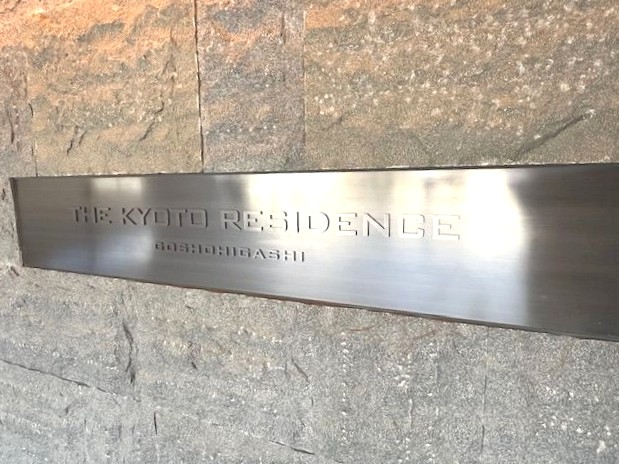 THE KYOTO RESIDENCE
GOSHOHIGASHI